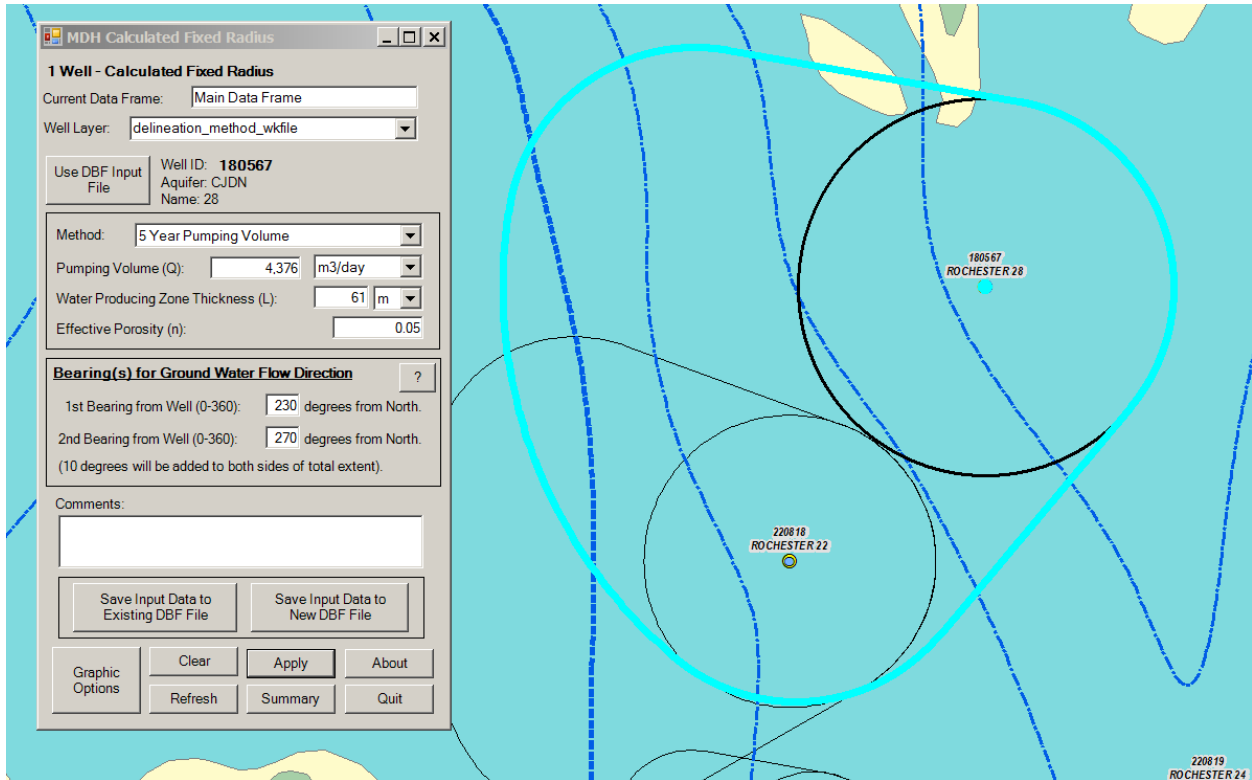 MDH Calculated Fixed Radius
1 Well - Calculated Fixed Radius
Current Data Frame: Main Data Frame
Well Layer: delineation_method_wkfile
Use DBF Input
File
Well ID: 180567
Aquifer: CJDN
Name: 28
Method: 5 Year Pumping Volume
Pumping Volume (Q): 4,376 m3/day
Water Producing Zone Thickness (L): 61 m
Effective Porosity (n): 0.05
Bearing(s) for Ground Water Flow Direction ?
1st Bearing from Well (0-360): 230 degrees from North.
2nd Bearing from Well (0-360): 270 degrees from North.
(10 degrees will be added to both sides of total extent).
Comments:
Save Input Data to
Existing DBF File
Save Input Data to
New DBF File
Graphic
Options
Clear Apply About
Refresh Summary Quit
180567
ROCHESTER 28
220818
ROCHESTER 22
220819
ROCHESTER 24